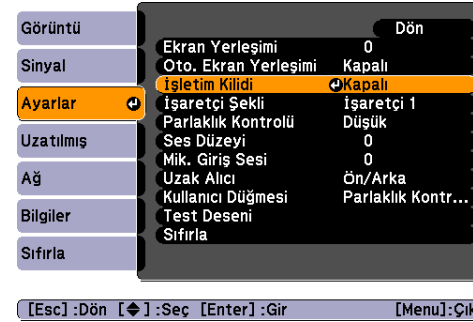 Görüntü
Sinyal
Ayarlar
Uzatılmış
Ağ
Bilgiler
Sıfırla
Dön
Ekran Yerleşimi 0
Oto. Ekran Yerleşimi Kapalı
İşletim Kilidi Kapalı
İşaretçi Şekli İşaretçi 1
Parlaklık Kontrolü Düşük
Ses Düzeyi 0
Mik. Giriş Sesi 0
Uzak Alıcı Ön/Arka
Kullanıcı Düğmesi Parlaklık Kontr...
Test Deseni
Sıfırla
[Esc] :Dön [◆] :Seç [Enter] :Gir [Menu]:Çık